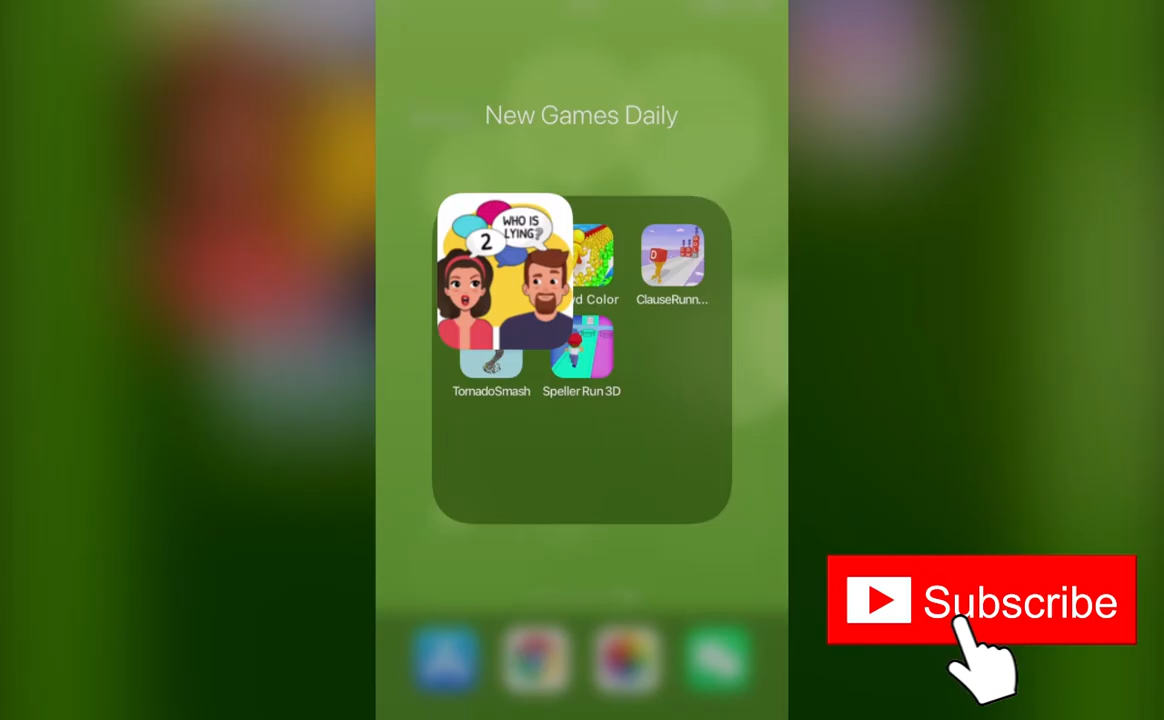 New Games Daily
WHO IS
LYING?
2
D
d Color
ClauseRunn...
TornadoSmash
Speller Run 3D
Subscribe